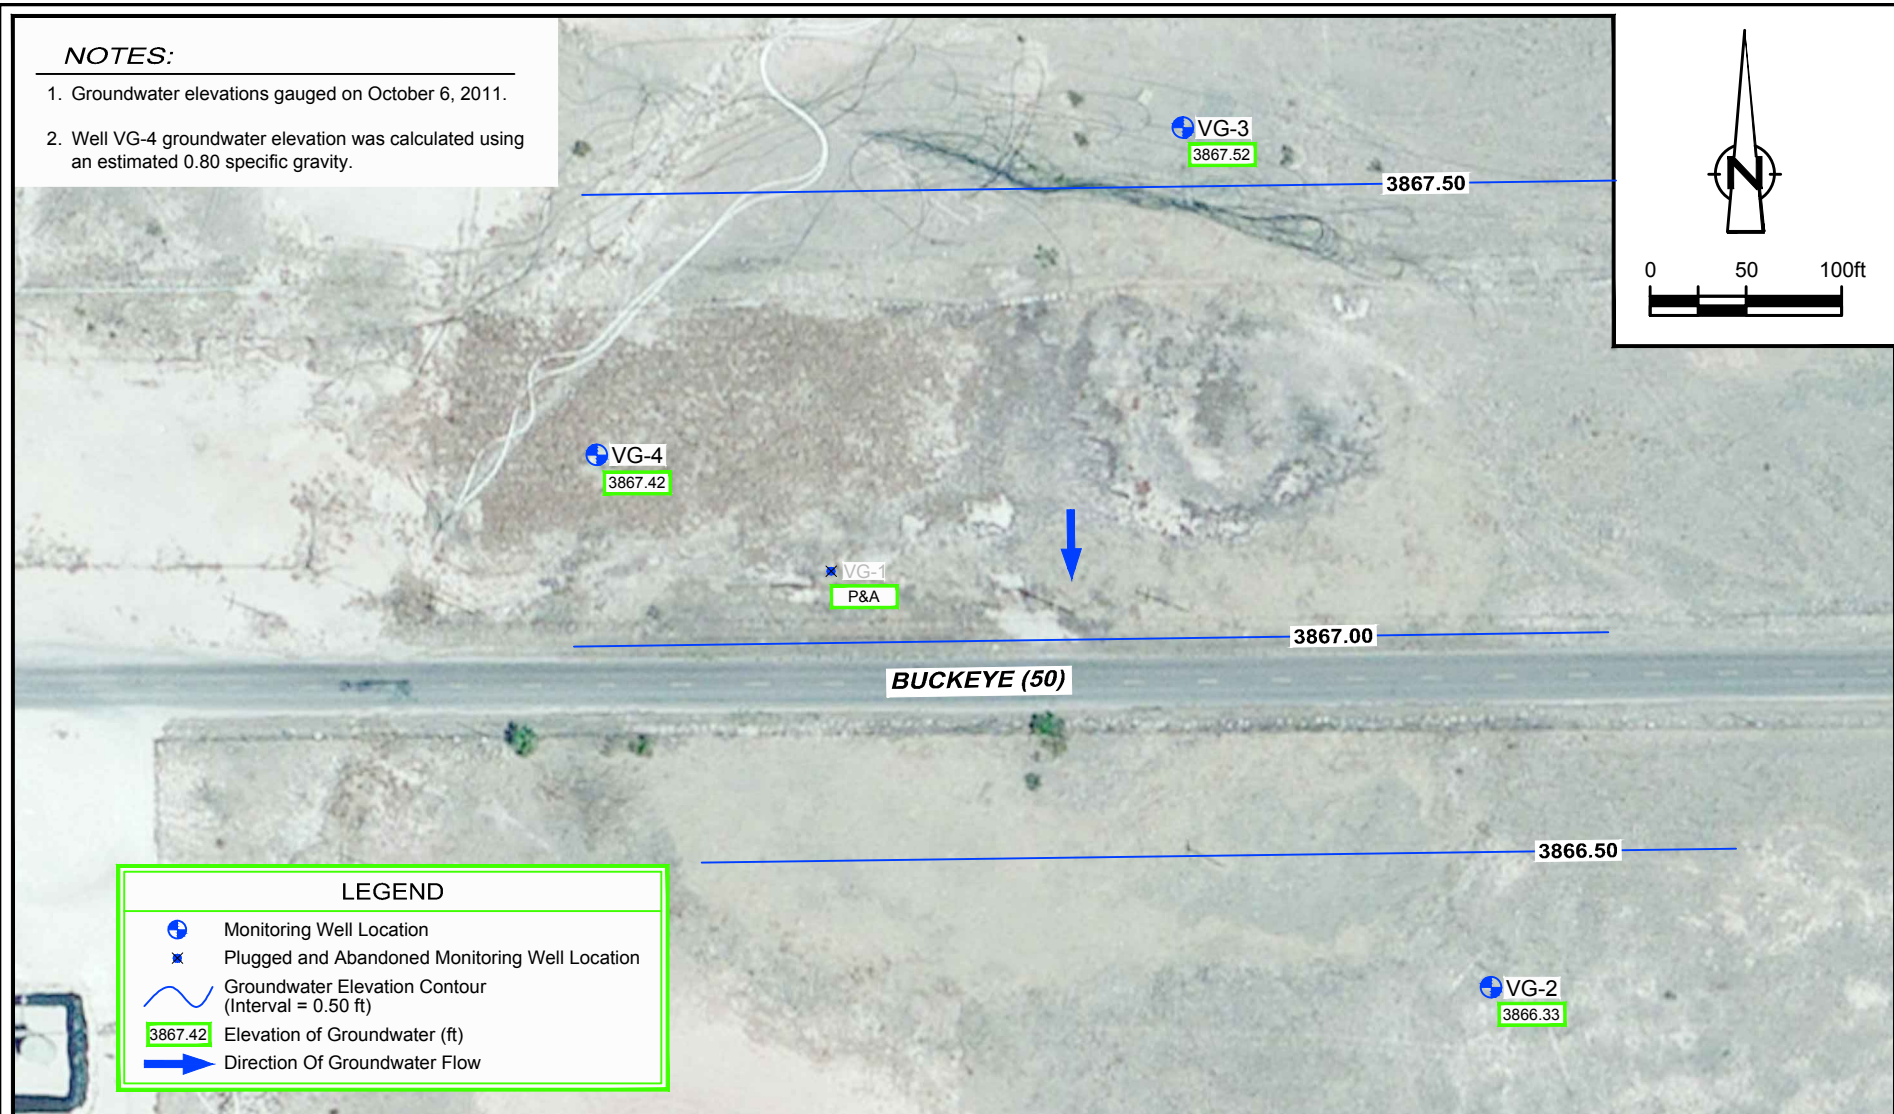 NOTES:
1. Groundwater elevations gauged on October 6, 2011.
2. Well VG-4 groundwater elevation was calculated using
an estimated 0.80 specific gravity.
VG-3
3867.52
3867.50
N
0 50 100ft
VG-4
3867.42
VG-1
P&A
3867.00
BUCKEYE (50)
3866.50
VG-2
3866.33
LEGEND
Monitoring Well Location
Plugged and Abandoned Monitoring Well Location
Groundwater Elevation Contour
(Interval = 0.50 ft)
3867.42 Elevation of Groundwater (ft)
Direction Of Groundwater Flow